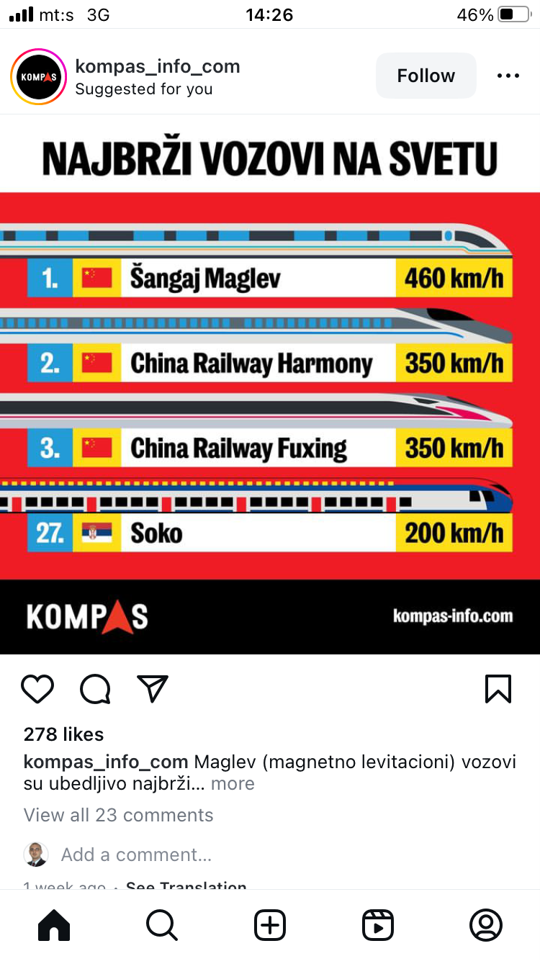 mt:s 3G 14:26 46%
KOMPAS
kompas_info_com
Suggested for you
Follow
NAJBRŽI VOZOVI NA SVETU
1. Šangaj Maglev 460 km/h
2. China Railway Harmony 350 km/h
3. China Railway Fuxing 350 km/h
27. Soko 200 km/h
KOMPAS kompas-info.com
278 likes
kompas_info_com Maglev (magnetno levitacioni) vozovi
su ubedljivo najbrži... more
View all 23 comments
Add a comment...
1 week ago · See Translation